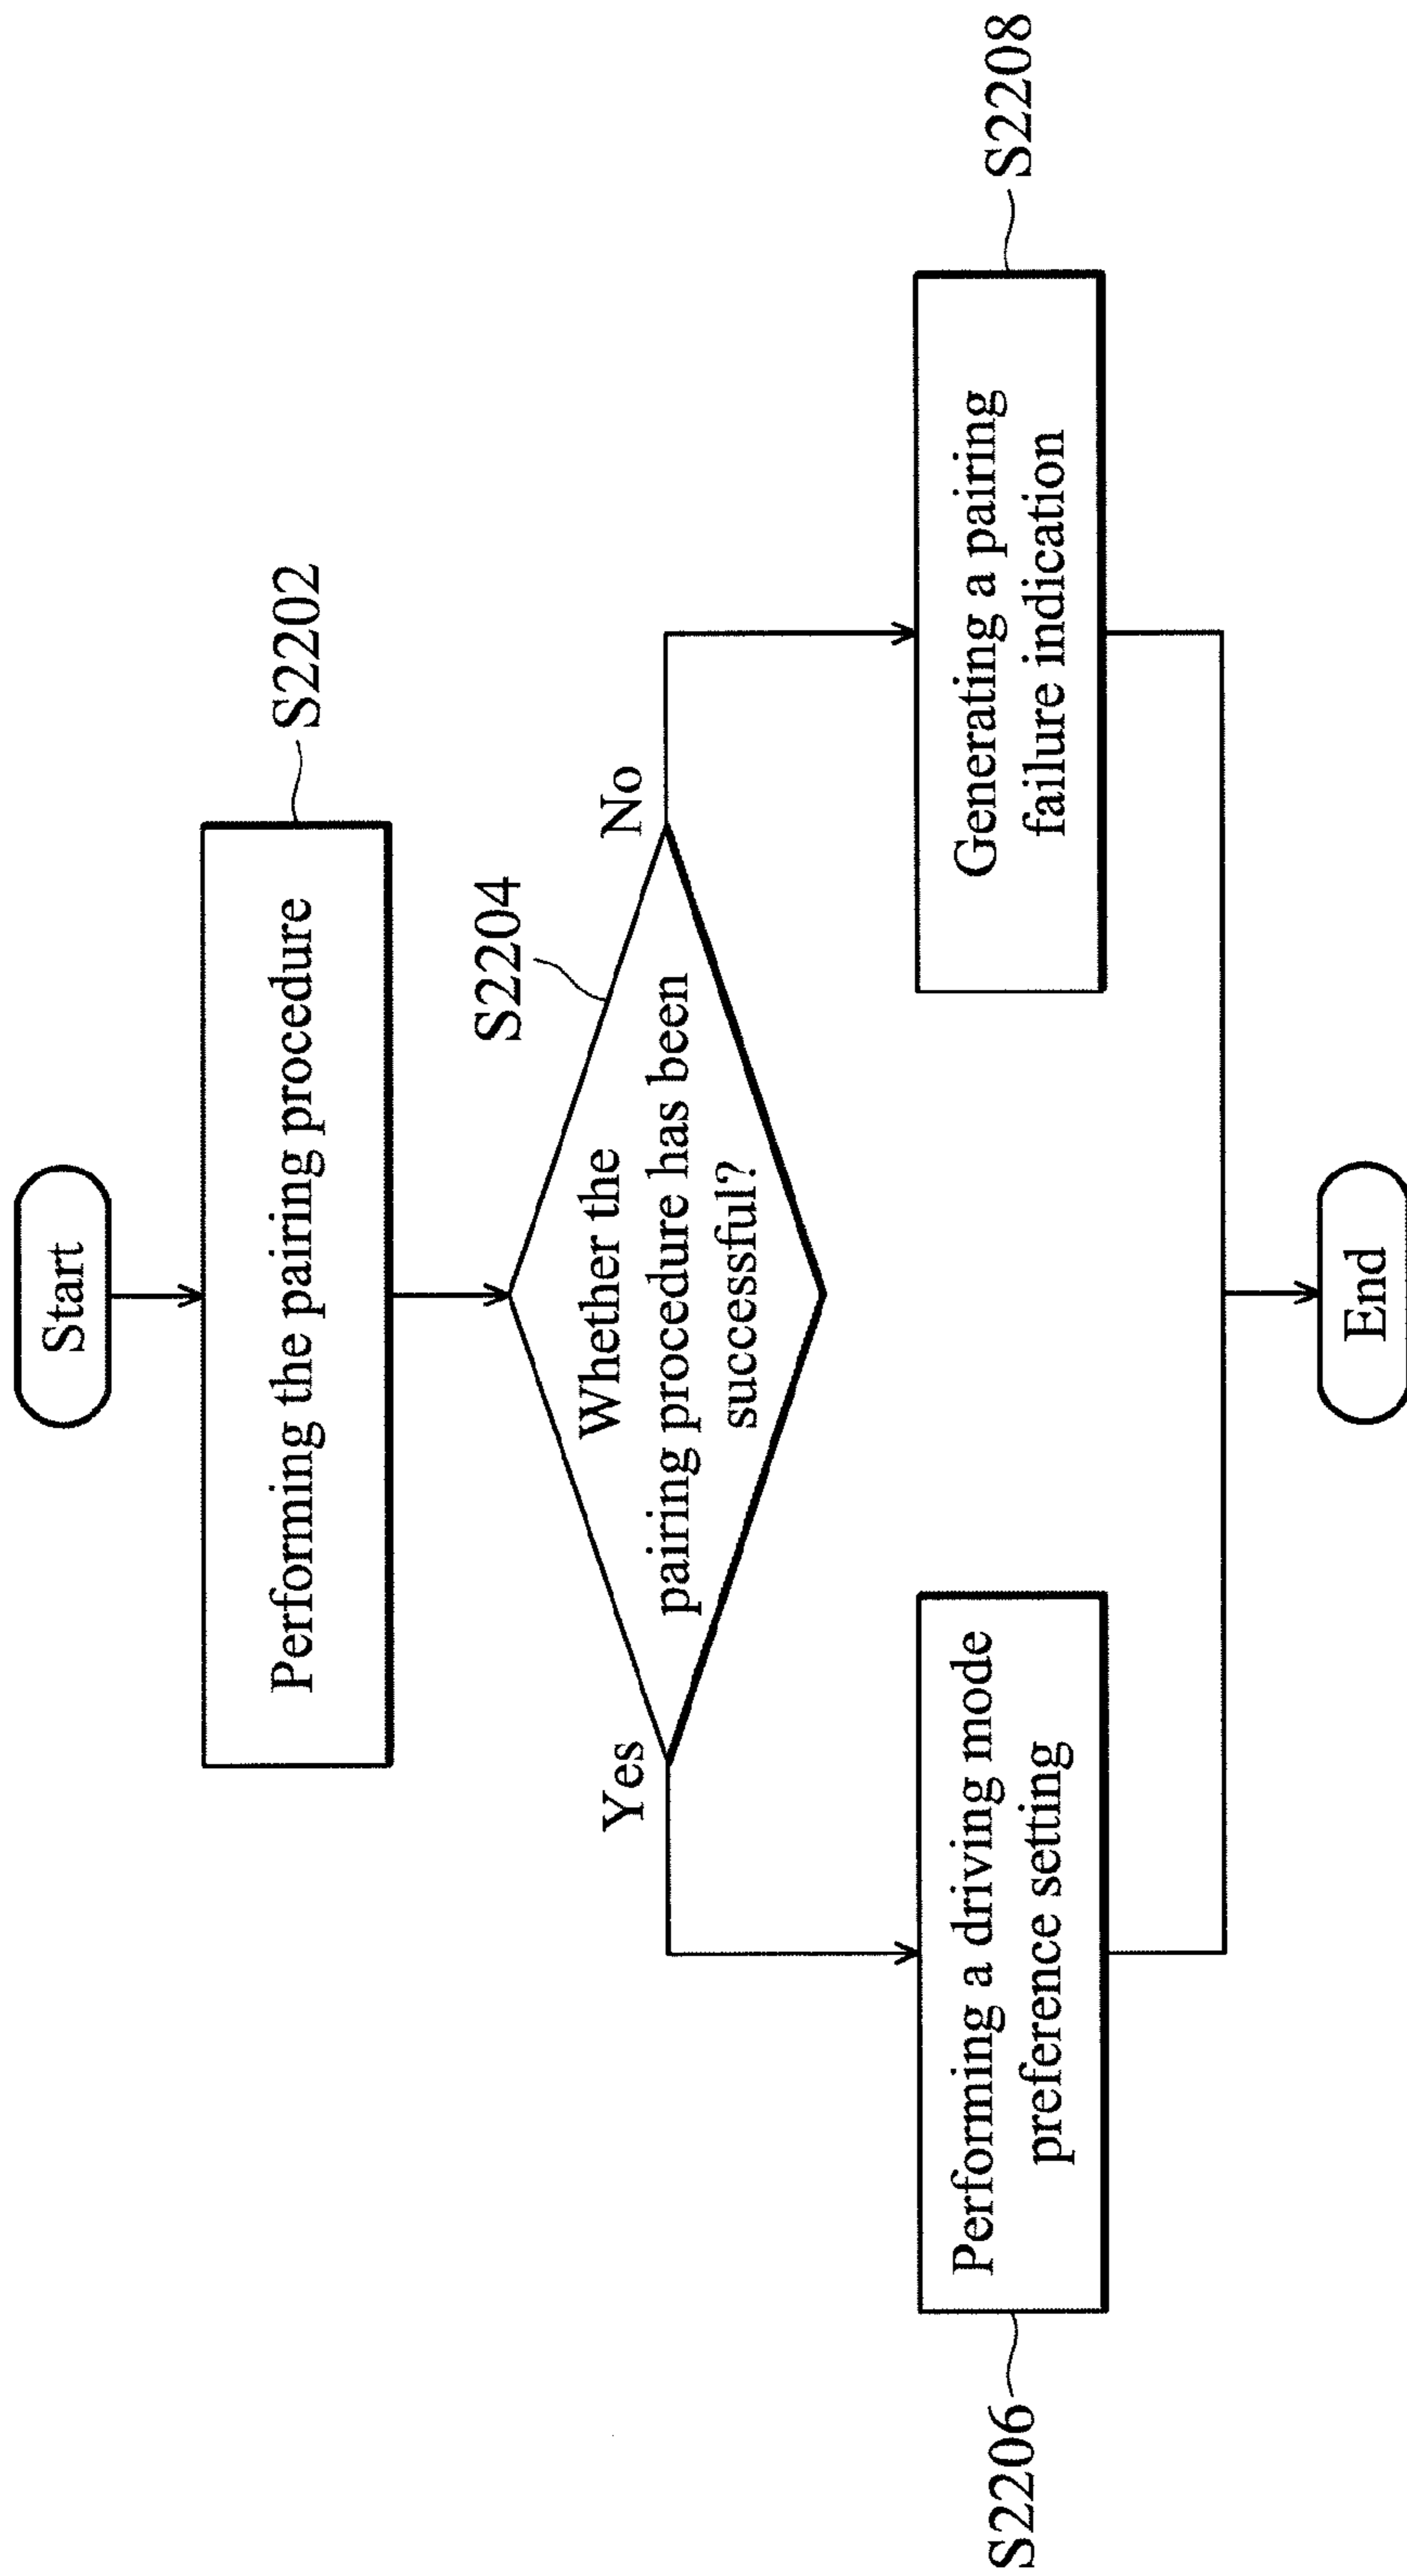 Start
Performing the pairing procedure
S2202
S2204
Whether the
pairing procedure has been
successful?
Yes
No
Performing a driving mode
preference setting
S2206
Generating a pairing
failure indication
S2208
End